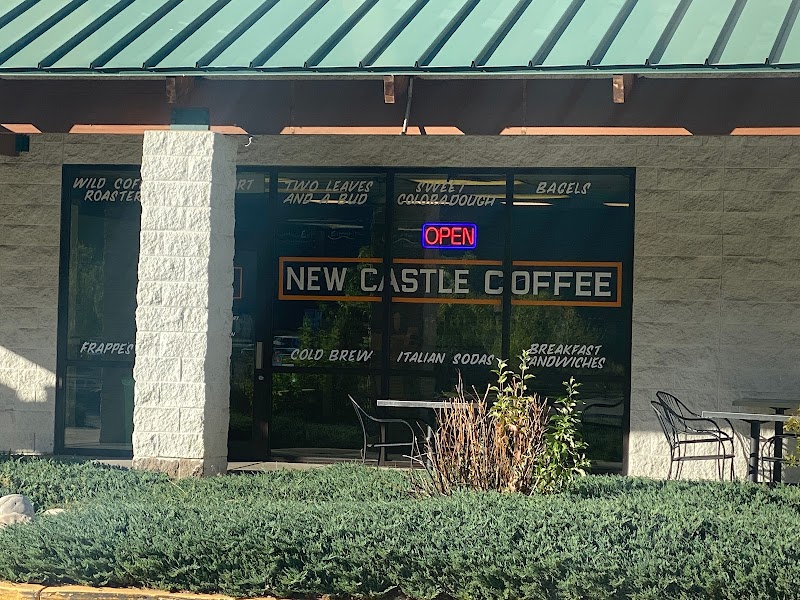 WILD COF
ROASTER
RT
TWO LEAVES
AND A BUD
SWEET
COLORADOUGH
BAGELS
OPEN
NEW CASTLE COFFEE
FRAPPES
COLD BREW
ITALIAN SODAS
BREAKFAST
SANDWICHES